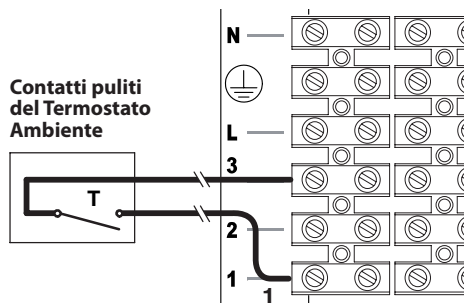 N
Contatti puliti
del Termostato
Ambiente
L
3
T
2
1
1